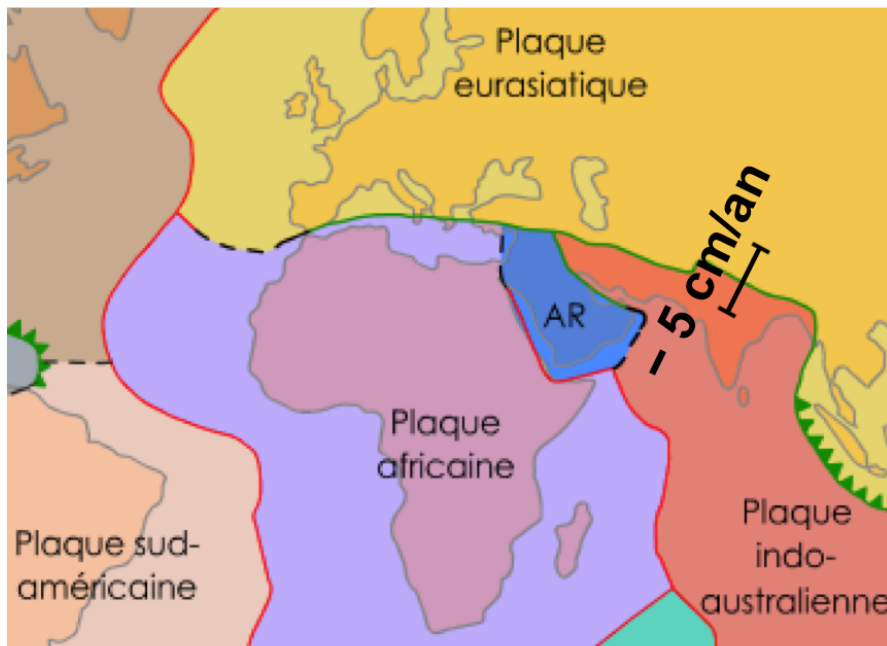 Plaque
eurasiatique
– 5 cm/an
AR
Plaque
africaine
Plaque sud-
américaine
Plaque
indo-
australienne